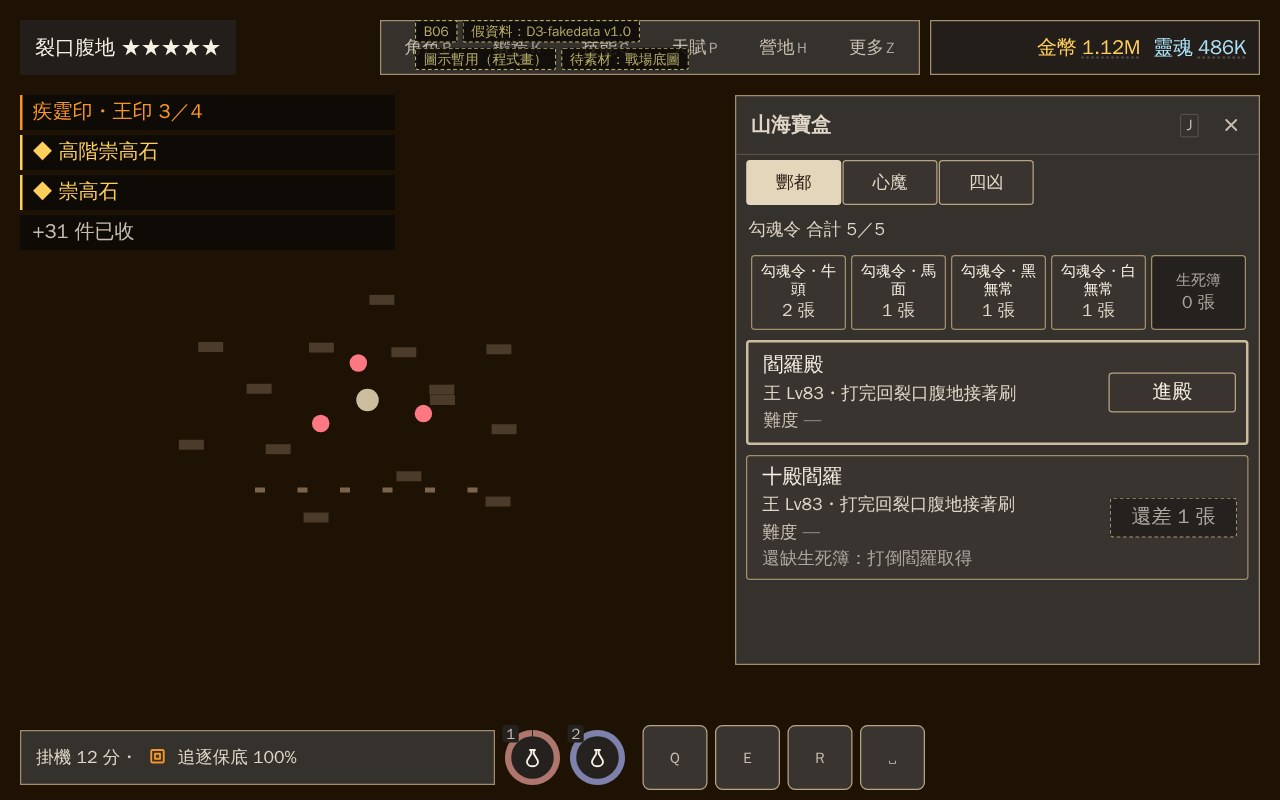 裂口腹地 ★★★★★
B06 假資料：D3-fakedata v1.0
圖示暫用（程式畫） 待素材：戰場底圖
天賦P 營地H 更多Z
金幣 1.12M 靈魂 486K
疾霆印・王印 3／4
◆ 高階崇高石
◆ 崇高石
+31 件已收
山海寶盒 J ✕
酆都 心魔 四凶
勾魂令 合計 5／5
勾魂令・牛頭
2 張
勾魂令・馬面
1 張
勾魂令・黑無常
1 張
勾魂令・白無常
1 張
生死簿
0 張
閻羅殿
王 Lv83・打完回裂口腹地接著刷
難度 —
進殿
十殿閻羅
王 Lv83・打完回裂口腹地接著刷
難度 —
還缺生死簿：打倒閻羅取得
還差 1 張
掛機 12 分・ 追逐保底 100%
1 2 Q E R ␣